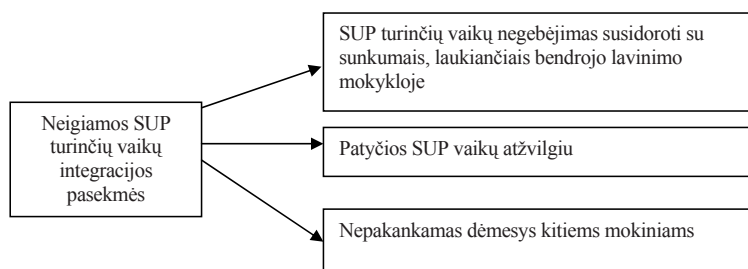 SUP turinčių vaikų negebėjimas susidoroti su
sunkumais, laukiančiais bendrojo lavinimo
mokykloje
Neigiamos SUP
turinčių vaikų
integracijos
pasekmės
Patyčios SUP vaikų atžvilgiu
Nepakankamas dėmesys kitiems mokiniams